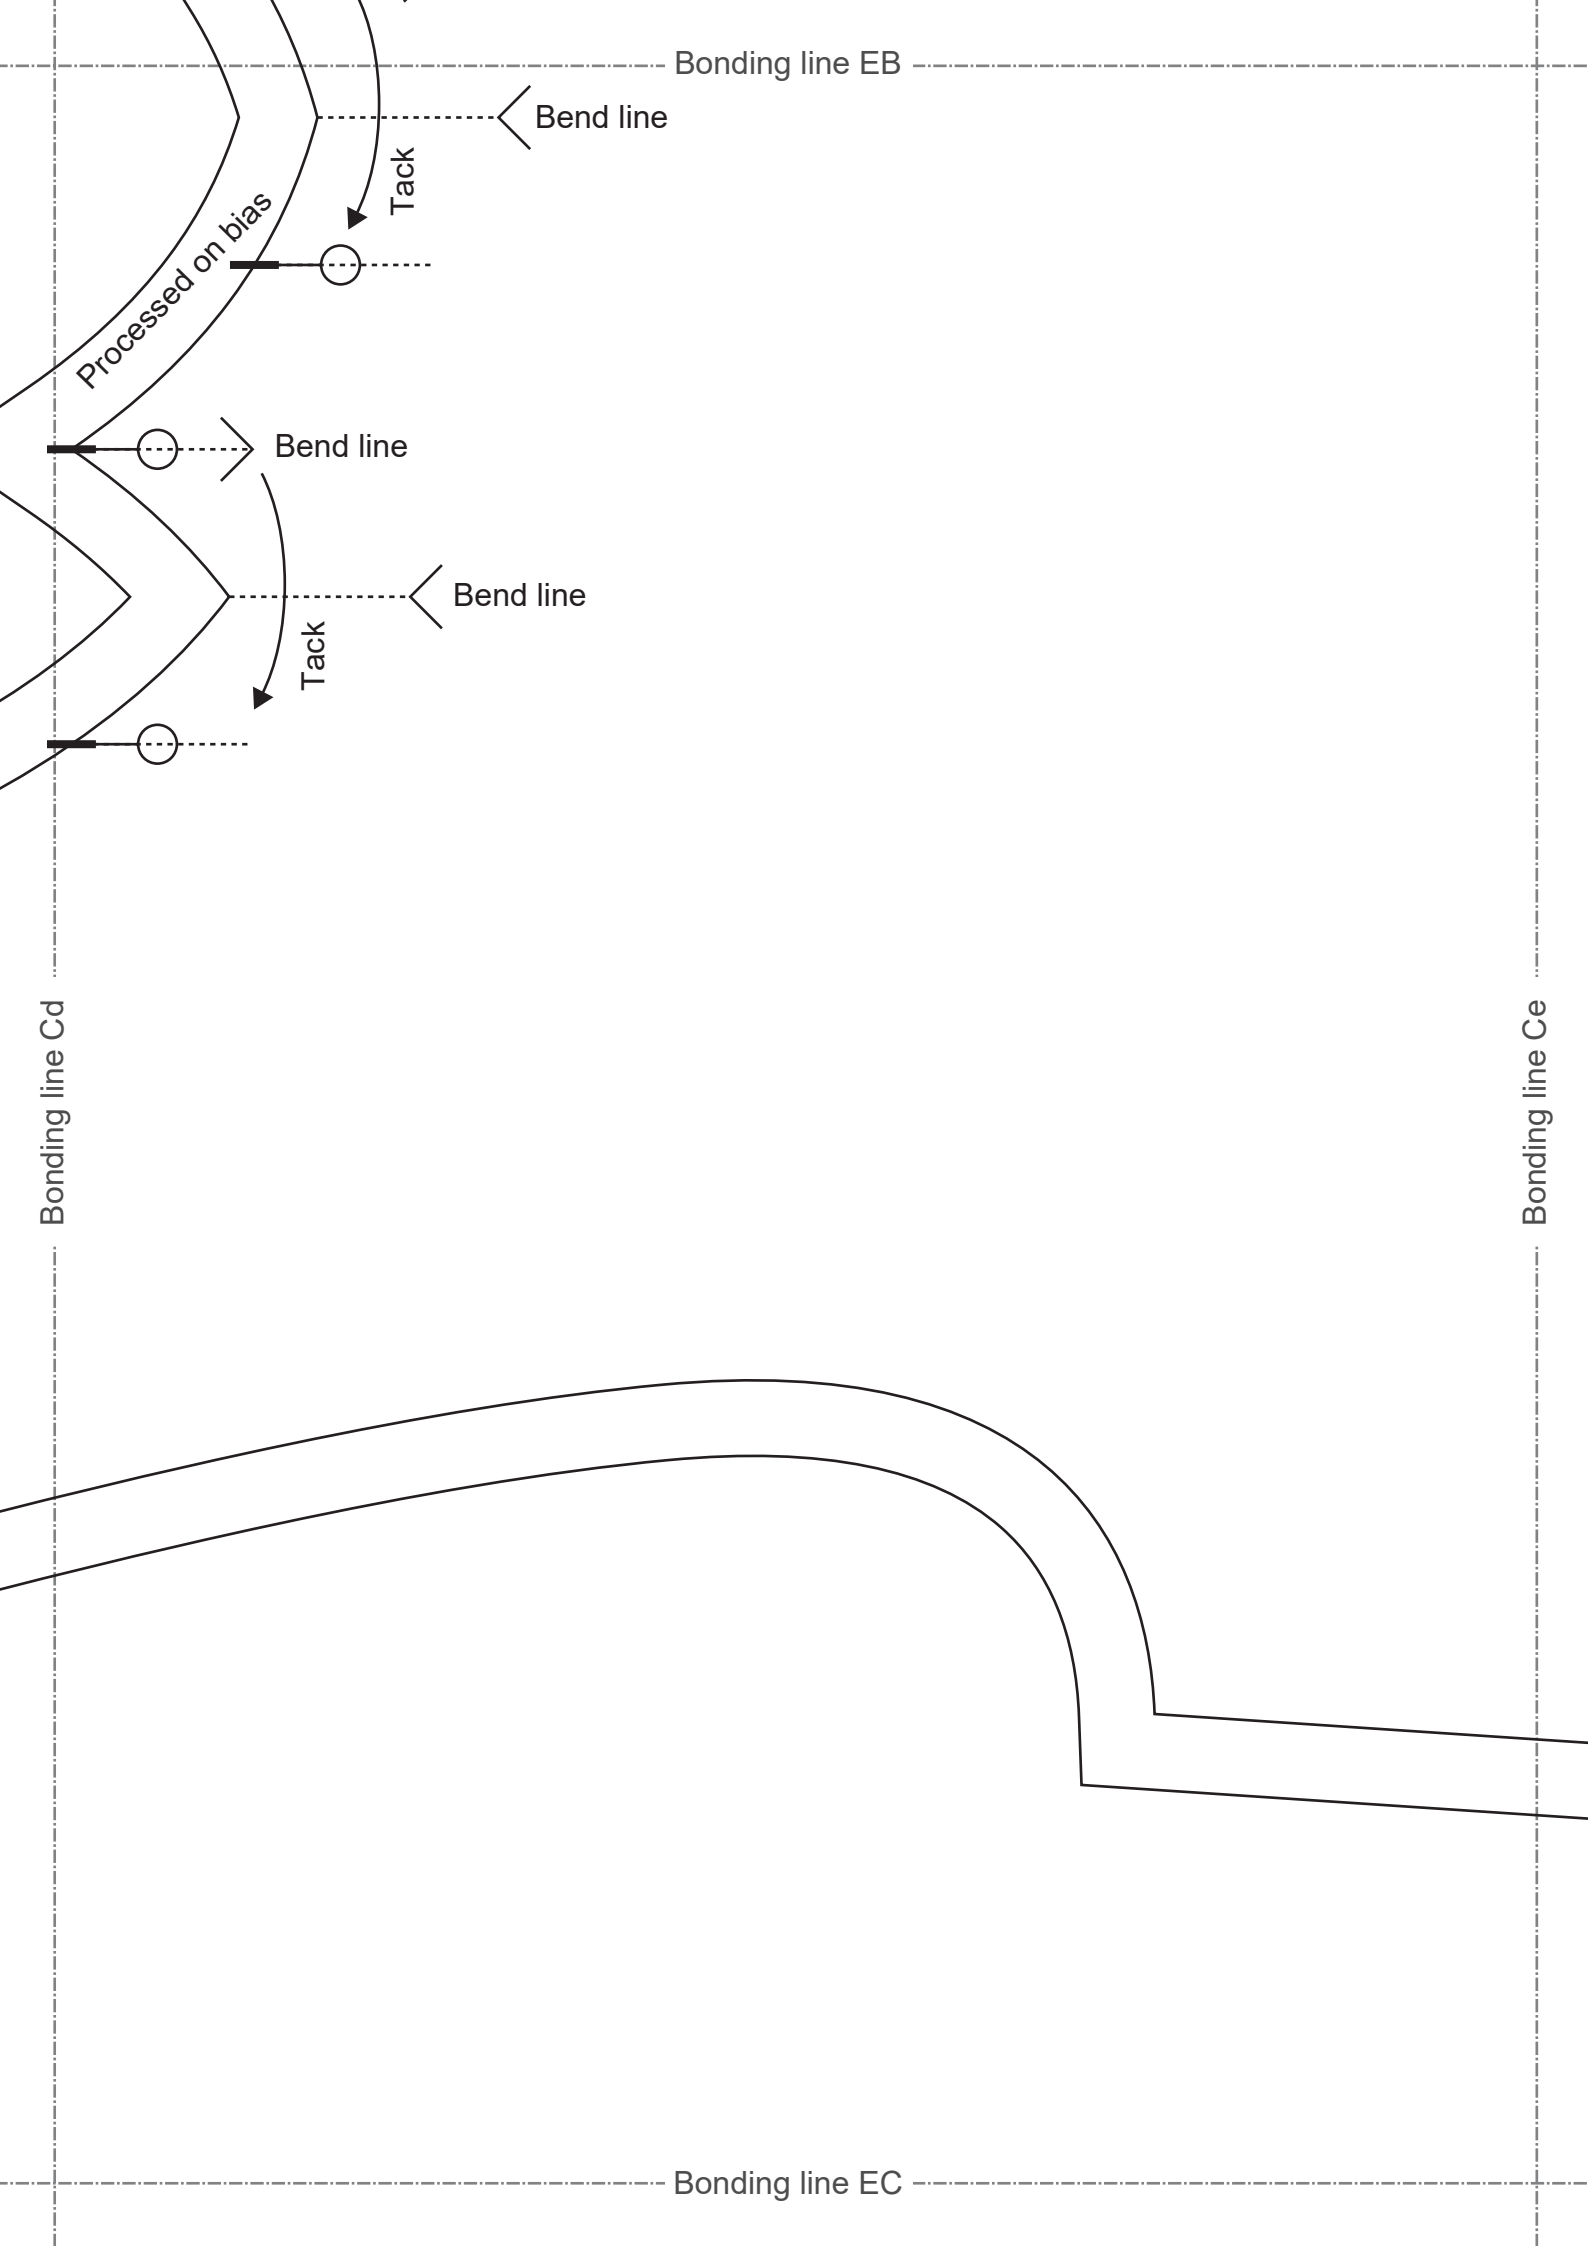 Bonding line EB
Bend line
Tack
Processed on bias
Bend line
Bend line
Tack
Bonding line Cd
Bonding line Ce
Bonding line EC